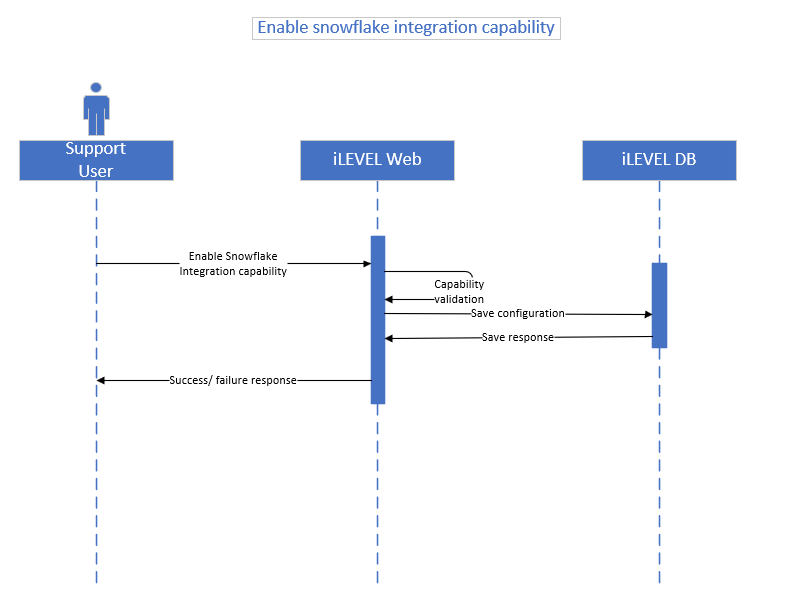 Enable snowflake integration capability
Support
User
iLEVEL Web
iLEVEL DB
Enable Snowflake
Integration capability
Capability
validation
Save configuration
Save response
Success/ failure response